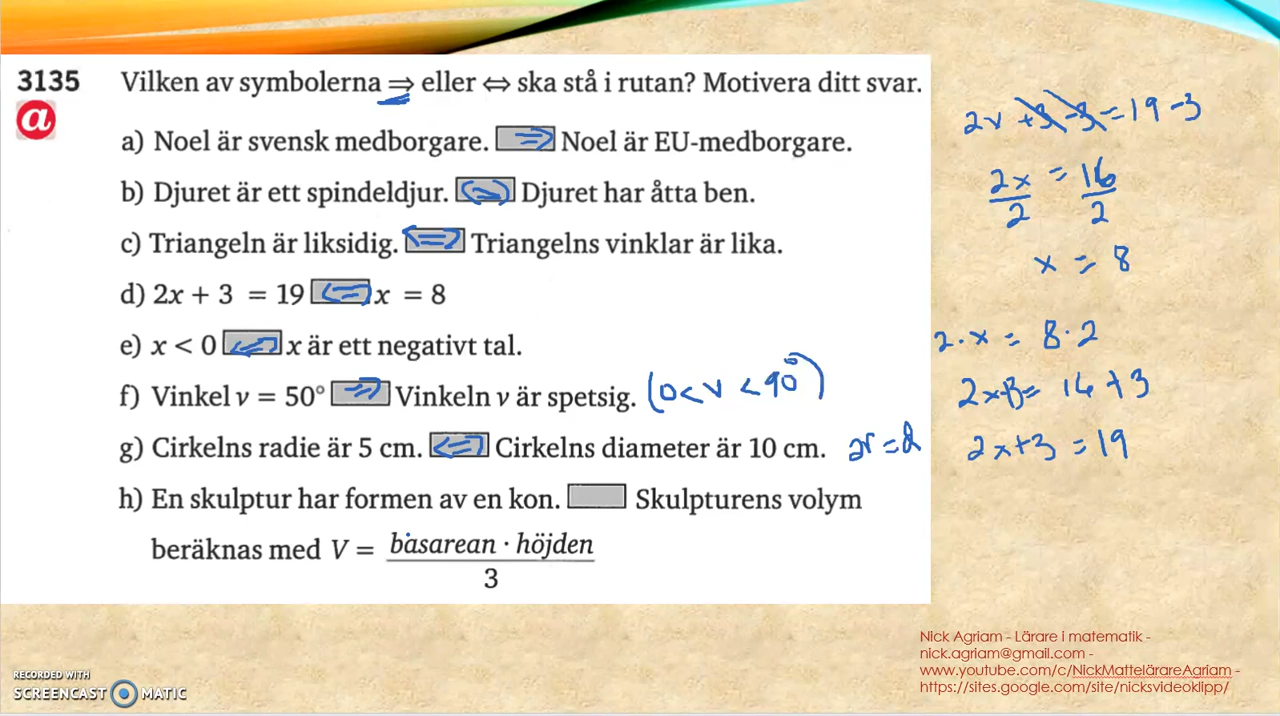 3135 Vilken av symbolerna ⇒ eller ⇔ ska stå i rutan? Motivera ditt svar.
a
a) Noel är svensk medborgare. ⇒ Noel är EU-medborgare.
b) Djuret är ett spindeldjur. Djuret har åtta ben.
c) Triangeln är liksidig. ⇔ Triangelns vinklar är lika.
d) 2x + 3 = 19 ⇔ x = 8
e) x < 0 ⇔ x är ett negativt tal.
f) Vinkel v = 50° ⇒ Vinkeln v är spetsig. (0 < v < 90°)
g) Cirkelns radie är 5 cm. ⇔ Cirkelns diameter är 10 cm. 2r = d
h) En skulptur har formen av en kon. Skulpturens volym
beräknas med V = basarean · höjden
3
2x + 3 - 3 = 19 - 3
2x = 16
2 2
x = 8
2 · x = 8 · 2
2x + 3 = 16 + 3
2x + 3 = 19
Nick Agriam - Lärare i matematik -
nick.agriam@gmail.com -
www.youtube.com/c/NickMattelärareAgriam -
https://sites.google.com/site/nicksvideoklipp/
RECORDED WITH
SCREENCAST MATIC